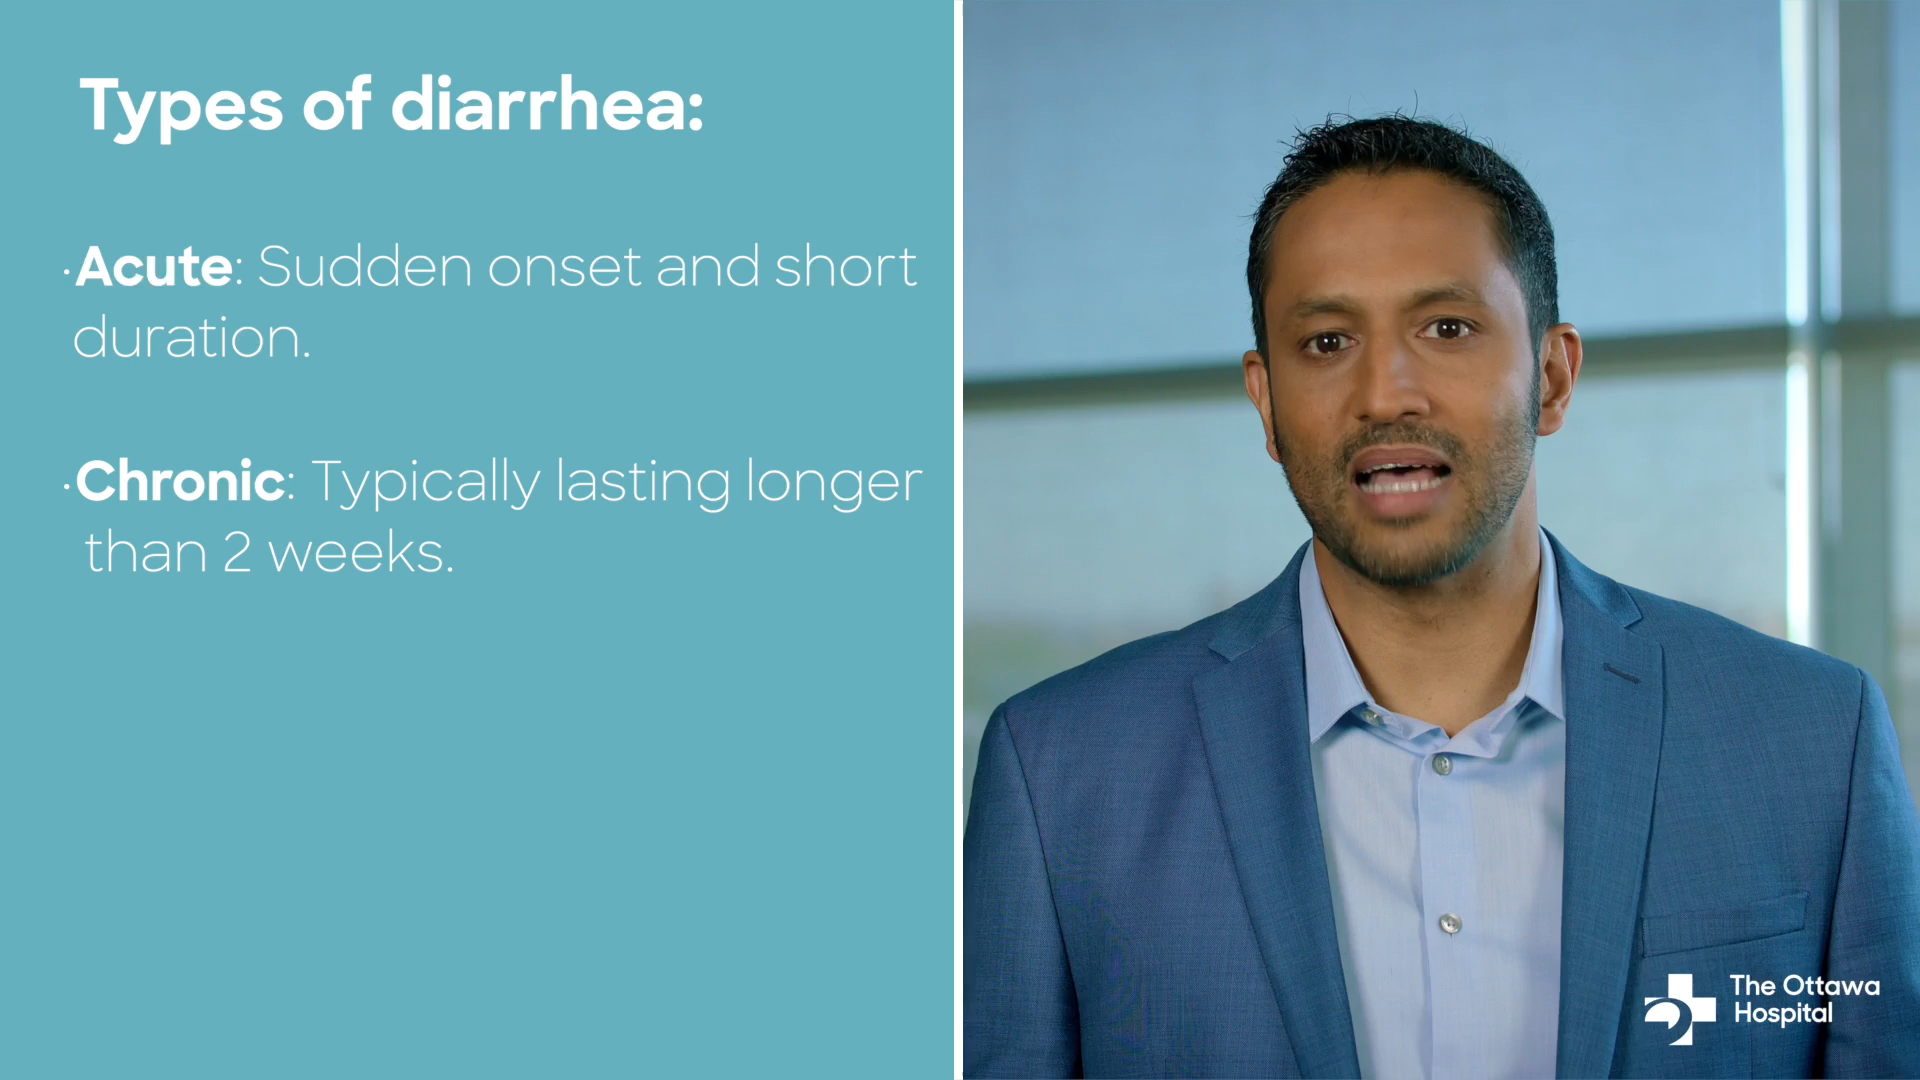 Types of diarrhea:
·Acute: Sudden onset and short
duration.
·Chronic: Typically lasting longer
than 2 weeks.
The Ottawa
Hospital